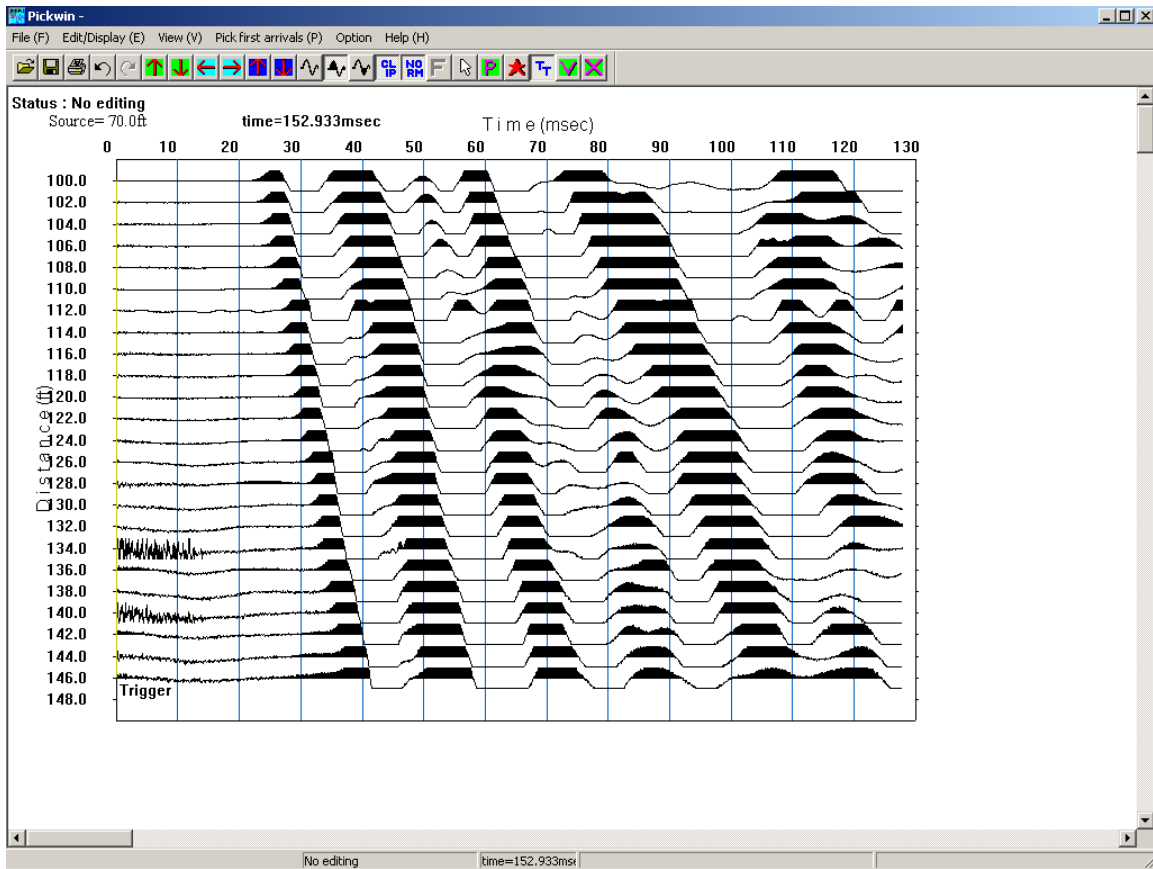 Pickwin -
File (F) Edit/Display (E) View (V) Pick first arrivals (P) Option Help (H)
CL IP NO RM F P TT
Status : No editing
Source= 70.0ft time=152.933msec Time (msec)
0 10 20 30 40 50 60 70 80 90 100 110 120 130
100.0
102.0
104.0
106.0
108.0
110.0
112.0
114.0
116.0
118.0
120.0
122.0
124.0
126.0
128.0
130.0
132.0
134.0
136.0
138.0
140.0
142.0
144.0
146.0
148.0
Distance (ft)
Trigger
No editing time=152.933mse